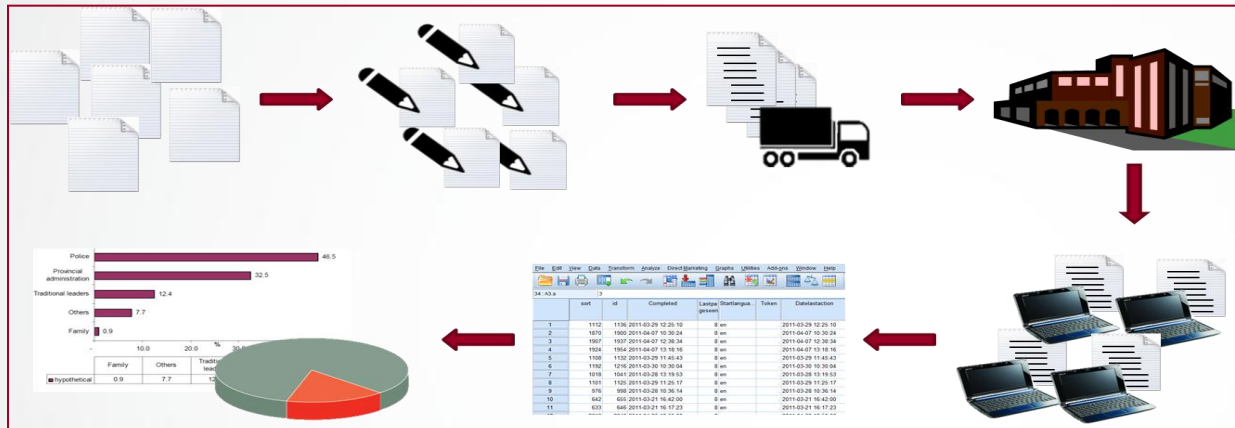 Police 46.5
Provincial administration 32.5
Traditional leaders 12.4
Others 7.7
Family 0.9
%
- 10.0 20.0
Family Others
hypothetical 0.9 7.7
File Edit View Data Transform Analyze Direct Marketing Graphs Utilities Add-ons Window Help
34 : A3.a 3
sort id Completed Lastpa geseen Startlangua... Token Datelastaction
1 1112 1136 2011-03-29 12:25:10 8 en 2011-03-29 12:25:10
2 1870 1900 2011-04-07 10:30:24 8 en 2011-04-07 10:30:24
3 1907 1937 2011-04-07 12:38:34 8 en 2011-04-07 12:38:34
4 1924 1954 2011-04-07 13:18:16 8 en 2011-04-07 13:18:16
5 1108 1132 2011-03-29 11:45:43 8 en 2011-03-29 11:45:43
6 1192 1216 2011-03-30 10:30:04 8 en 2011-03-30 10:30:04
7 1018 1041 2011-03-28 13:19:53 8 en 2011-03-28 13:19:53
8 1101 1125 2011-03-29 11:25:17 8 en 2011-03-29 11:25:17
9 976 998 2011-03-28 10:36:14 8 en 2011-03-28 10:36:14
10 642 655 2011-03-21 16:42:00 8 en 2011-03-21 16:42:00
11 633 646 2011-03-21 16:17:23 8 en 2011-03-21 16:17:23